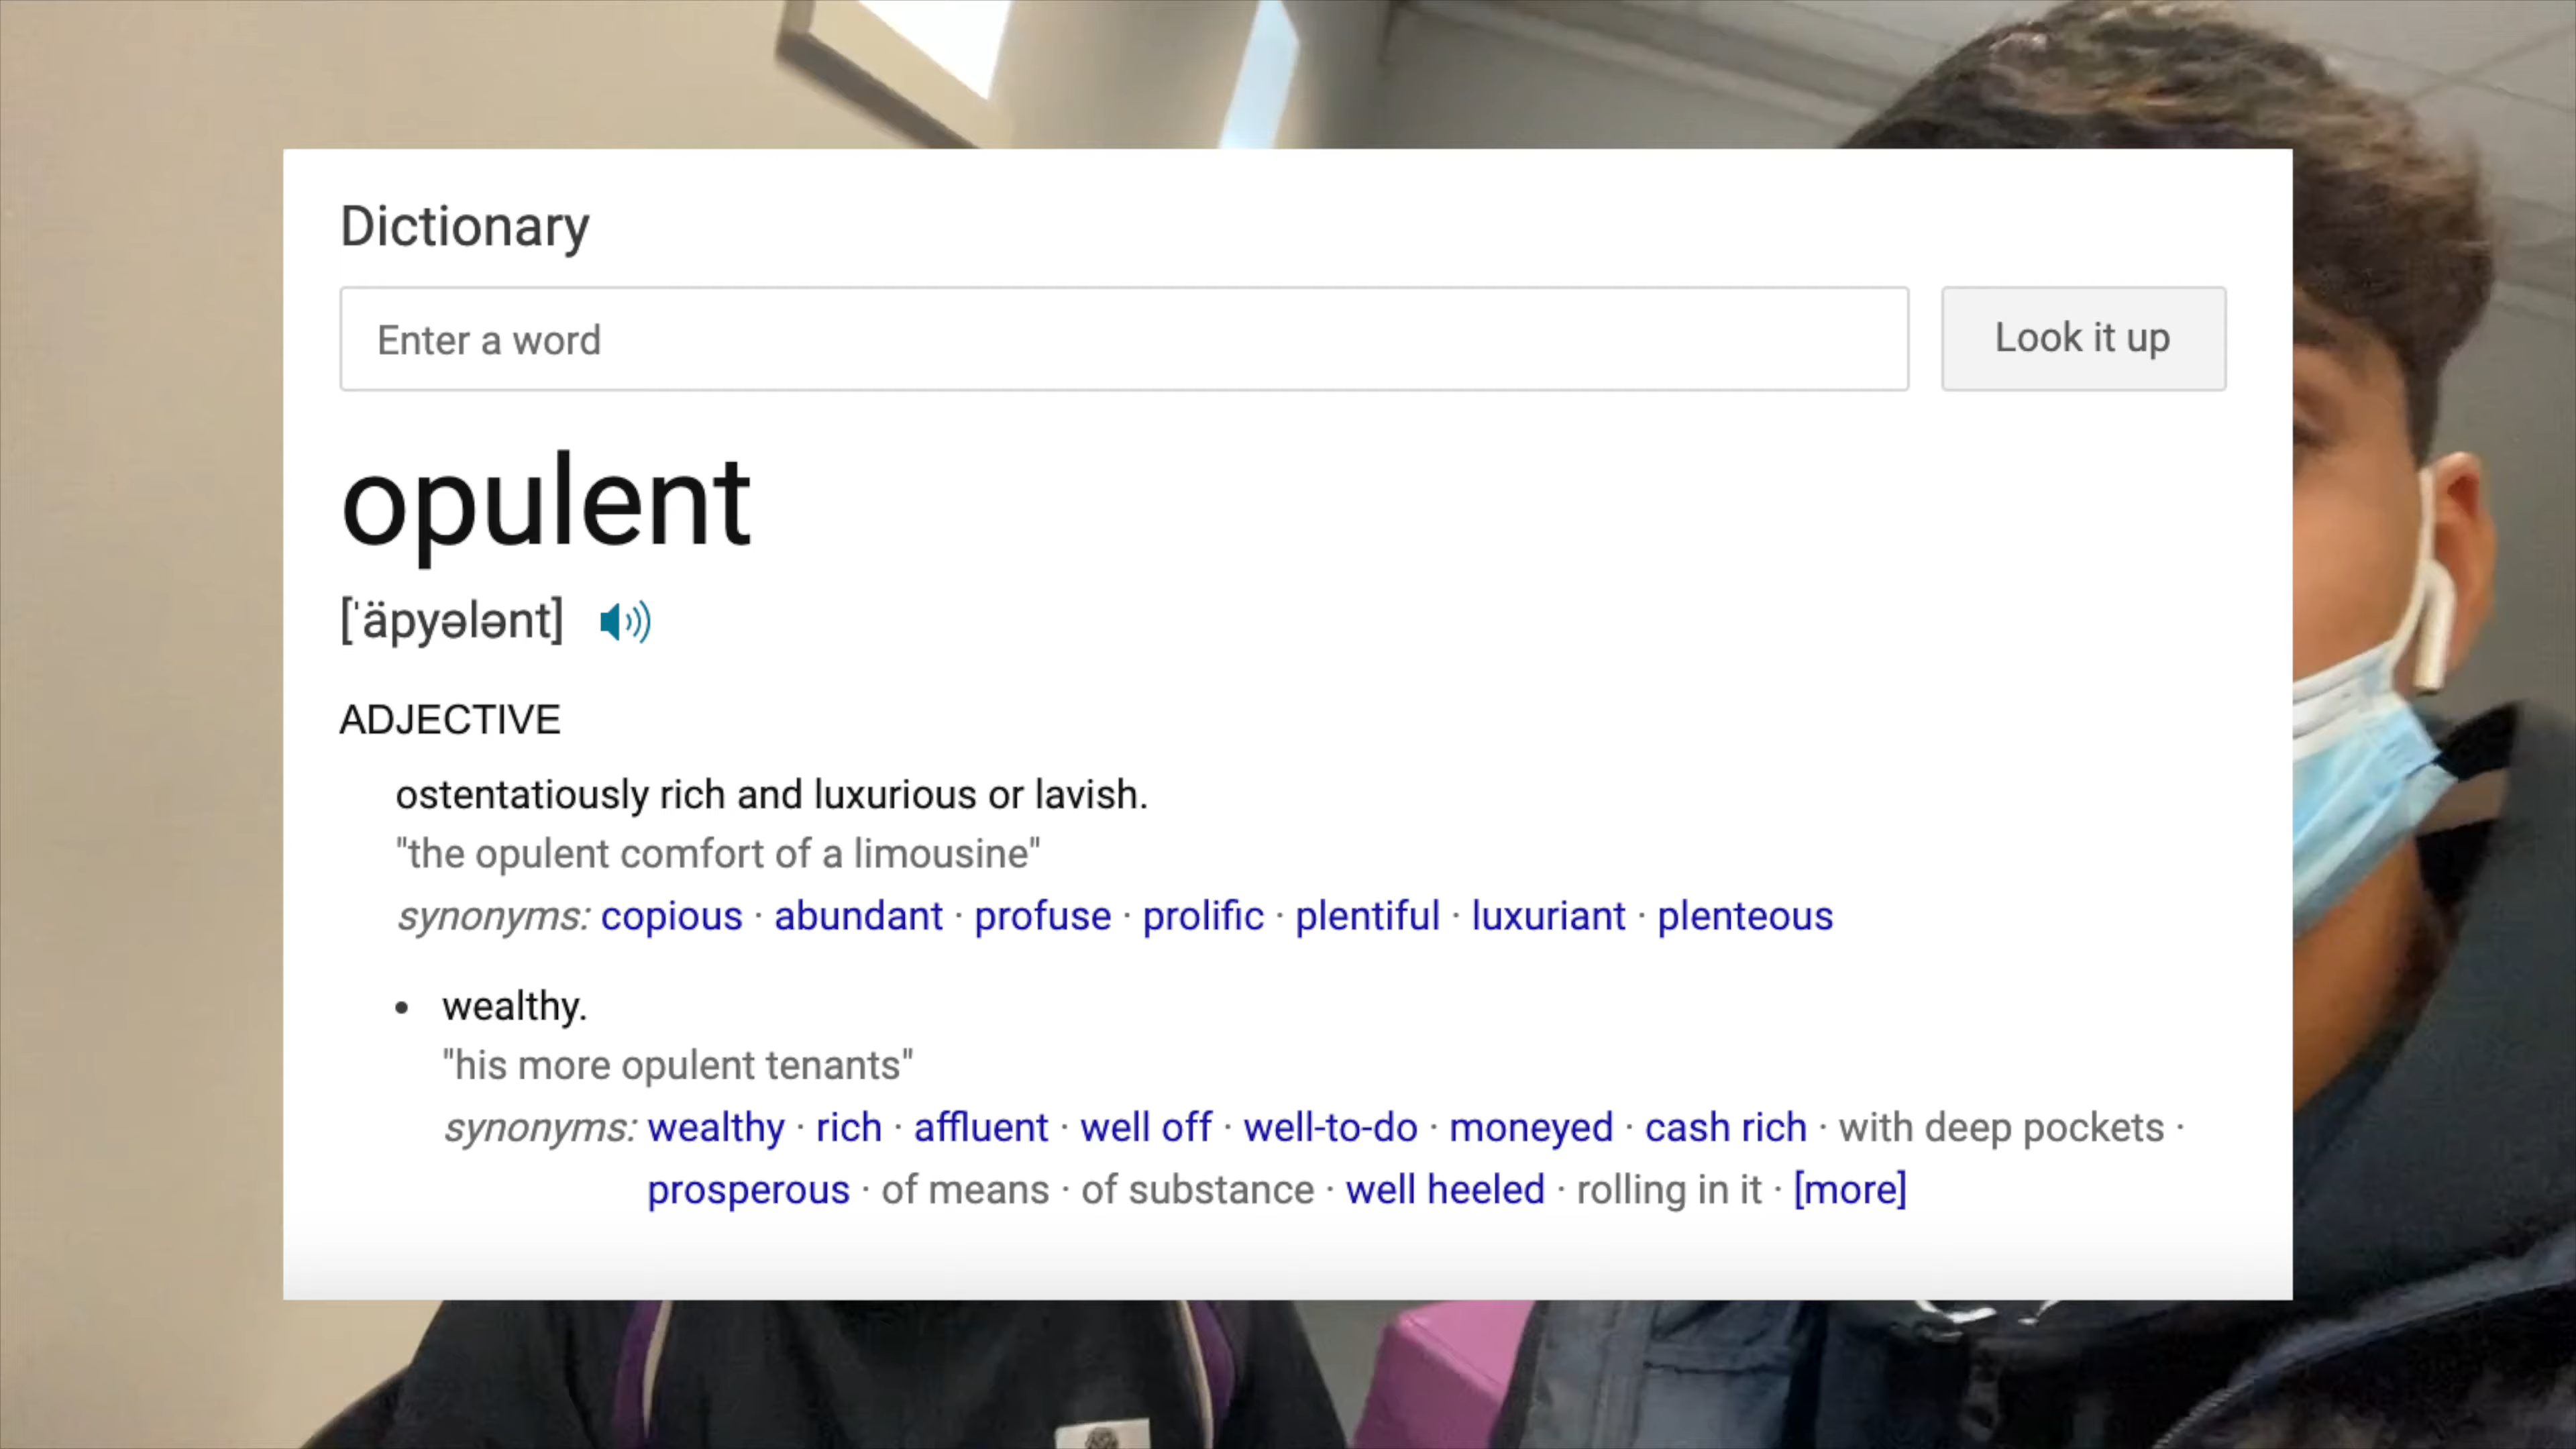 Dictionary
Enter a word
Look it up
opulent
[ˈäpyələnt]
ADJECTIVE
ostentatiously rich and luxurious or lavish.
"the opulent comfort of a limousine"
synonyms: copious · abundant · profuse · prolific · plentiful · luxuriant · plenteous
• wealthy.
"his more opulent tenants"
synonyms: wealthy · rich · affluent · well off · well-to-do · moneyed · cash rich · with deep pockets ·
prosperous · of means · of substance · well heeled · rolling in it · [more]